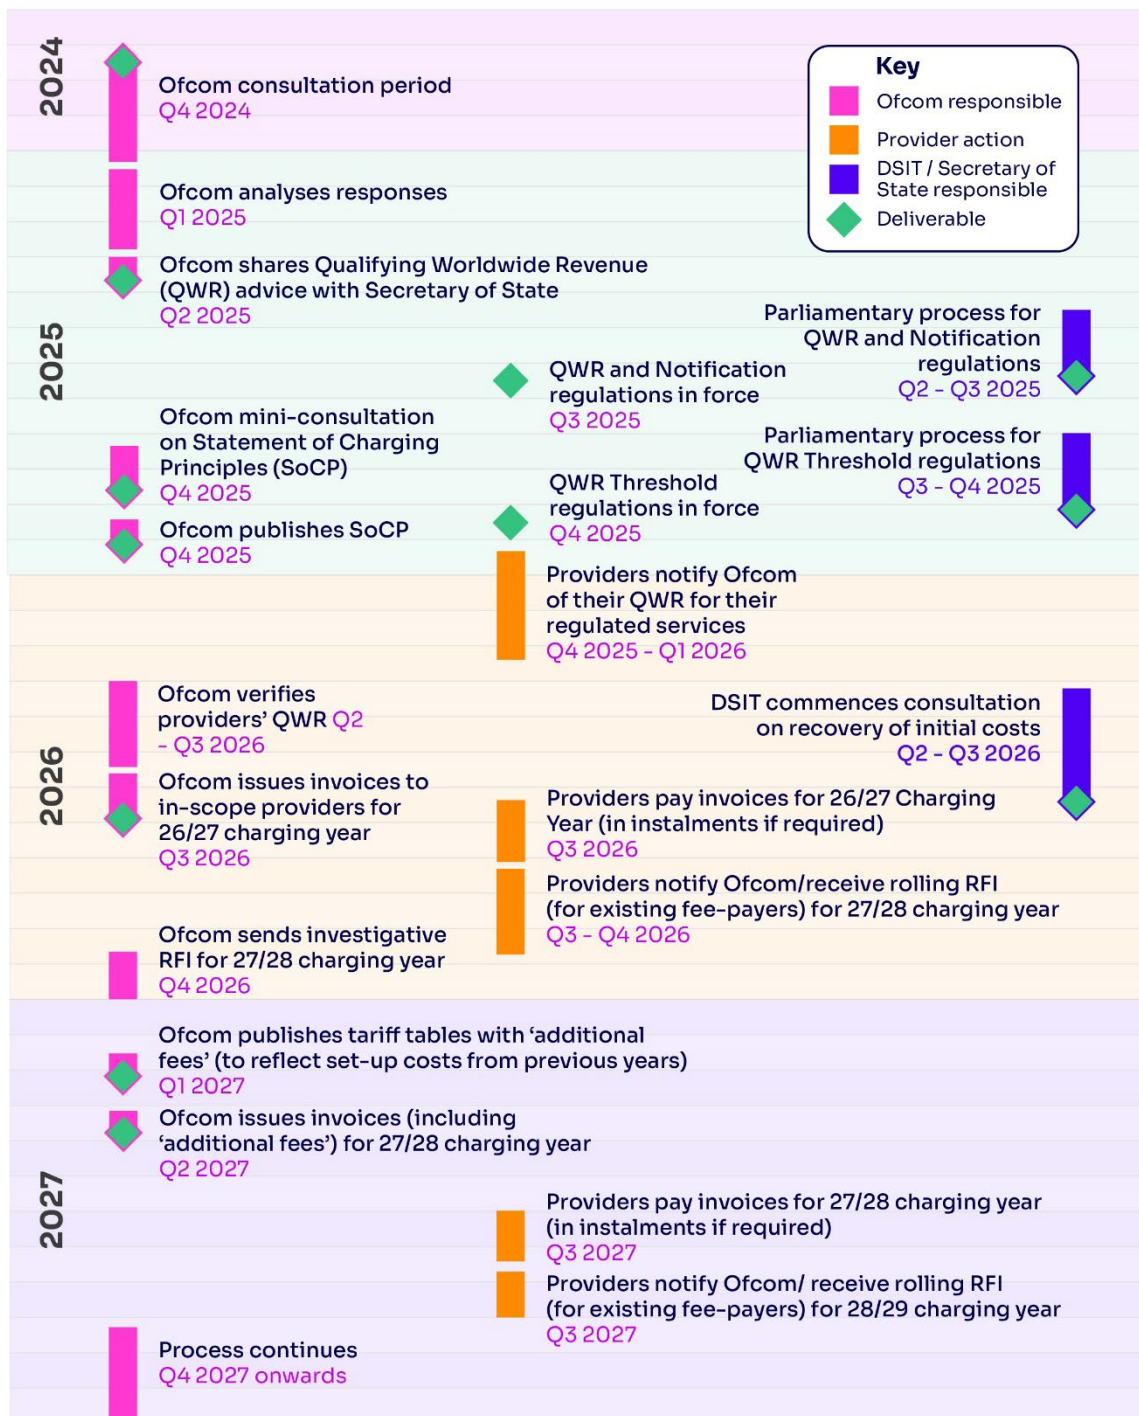 2024
Ofcom consultation period
Q4 2024
Key
Ofcom responsible
Provider action
DSIT / Secretary of
State responsible
Deliverable
2025
Ofcom analyses responses
Q1 2025
Ofcom shares Qualifying Worldwide Revenue
(QWR) advice with Secretary of State
Q2 2025
Parliamentary process for
QWR and Notification
regulations
Q2 - Q3 2025
QWR and Notification
regulations in force
Q3 2025
Ofcom mini-consultation
on Statement of Charging
Principles (SoCP)
Q4 2025
Parliamentary process for
QWR Threshold regulations
Q3 - Q4 2025
QWR Threshold
regulations in force
Q4 2025
Ofcom publishes SoCP
Q4 2025
Providers notify Ofcom
of their QWR for their
regulated services
Q4 2025 - Q1 2026
2026
Ofcom verifies
providers’ QWR Q2
- Q3 2026
DSIT commences consultation
on recovery of initial costs
Q2 - Q3 2026
Ofcom issues invoices to
in-scope providers for
26/27 charging year
Q3 2026
Providers pay invoices for 26/27 Charging
Year (in instalments if required)
Q3 2026
Providers notify Ofcom/receive rolling RFI
(for existing fee-payers) for 27/28 charging year
Q3 - Q4 2026
Ofcom sends investigative
RFI for 27/28 charging year
Q4 2026
2027
Ofcom publishes tariff tables with ‘additional
fees’ (to reflect set-up costs from previous years)
Q1 2027
Ofcom issues invoices (including
‘additional fees’) for 27/28 charging year
Q2 2027
Providers pay invoices for 27/28 charging year
(in instalments if required)
Q3 2027
Providers notify Ofcom/ receive rolling RFI
(for existing fee-payers) for 28/29 charging year
Q3 2027
Process continues
Q4 2027 onwards